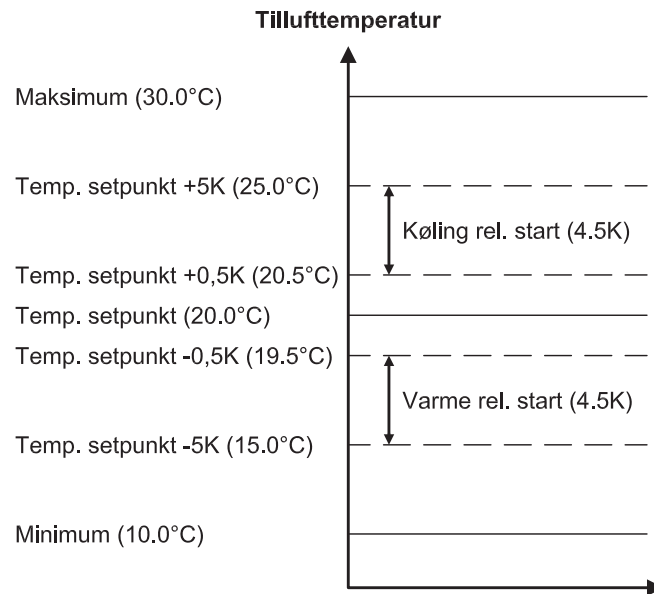 Tillufttemperatur
Maksimum (30.0°C)
Temp. setpunkt +5K (25.0°C)
Køling rel. start (4.5K)
Temp. setpunkt +0,5K (20.5°C)
Temp. setpunkt (20.0°C)
Temp. setpunkt -0,5K (19.5°C)
Varme rel. start (4.5K)
Temp. setpunkt -5K (15.0°C)
Minimum (10.0°C)